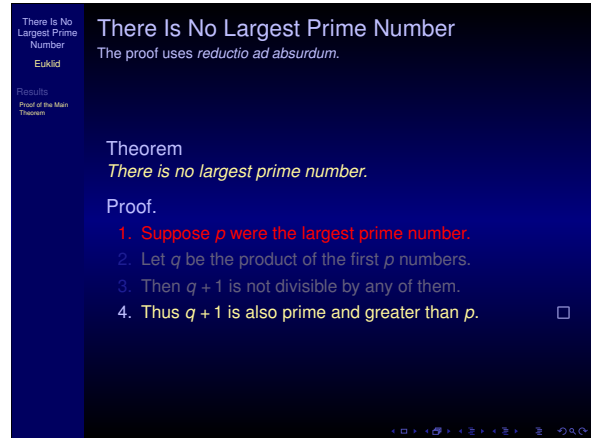 There Is No
Largest Prime
Number
Euklid
Results
Proof of the Main
Theorem
There Is No Largest Prime Number
The proof uses reductio ad absurdum.
Theorem
There is no largest prime number.
Proof.
1. Suppose p were the largest prime number.
2. Let q be the product of the first p numbers.
3. Then q + 1 is not divisible by any of them.
4. Thus q + 1 is also prime and greater than p.